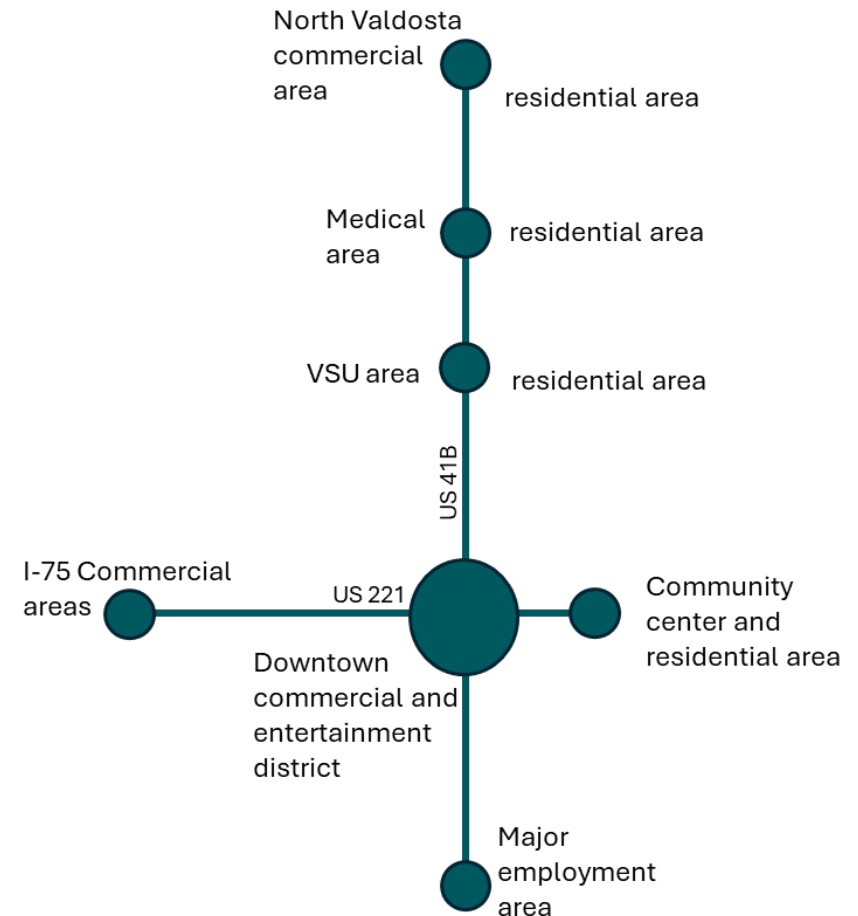 North Valdosta
commercial
area
residential area
Medical
area
residential area
VSU area
residential area
US 41B
I-75 Commercial
areas
US 221
Community
center and
residential area
Downtown
commercial and
entertainment
district
Major
employment
area